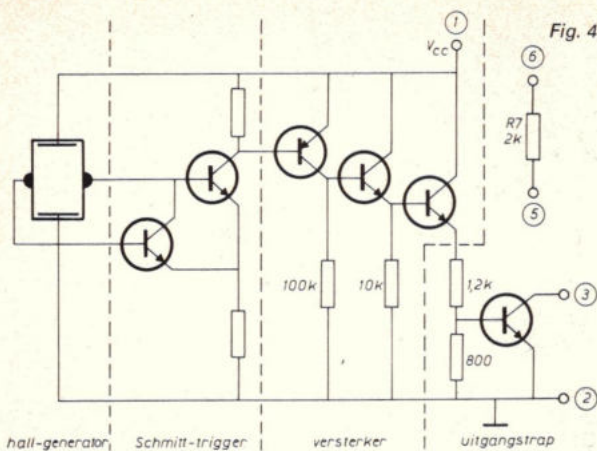 Fig. 4
1
Vcc
6
R7
2k
5
100k
10k
1,2k
3
800
2
hall-generator
Schmitt-trigger
versterker
uitgangstrap